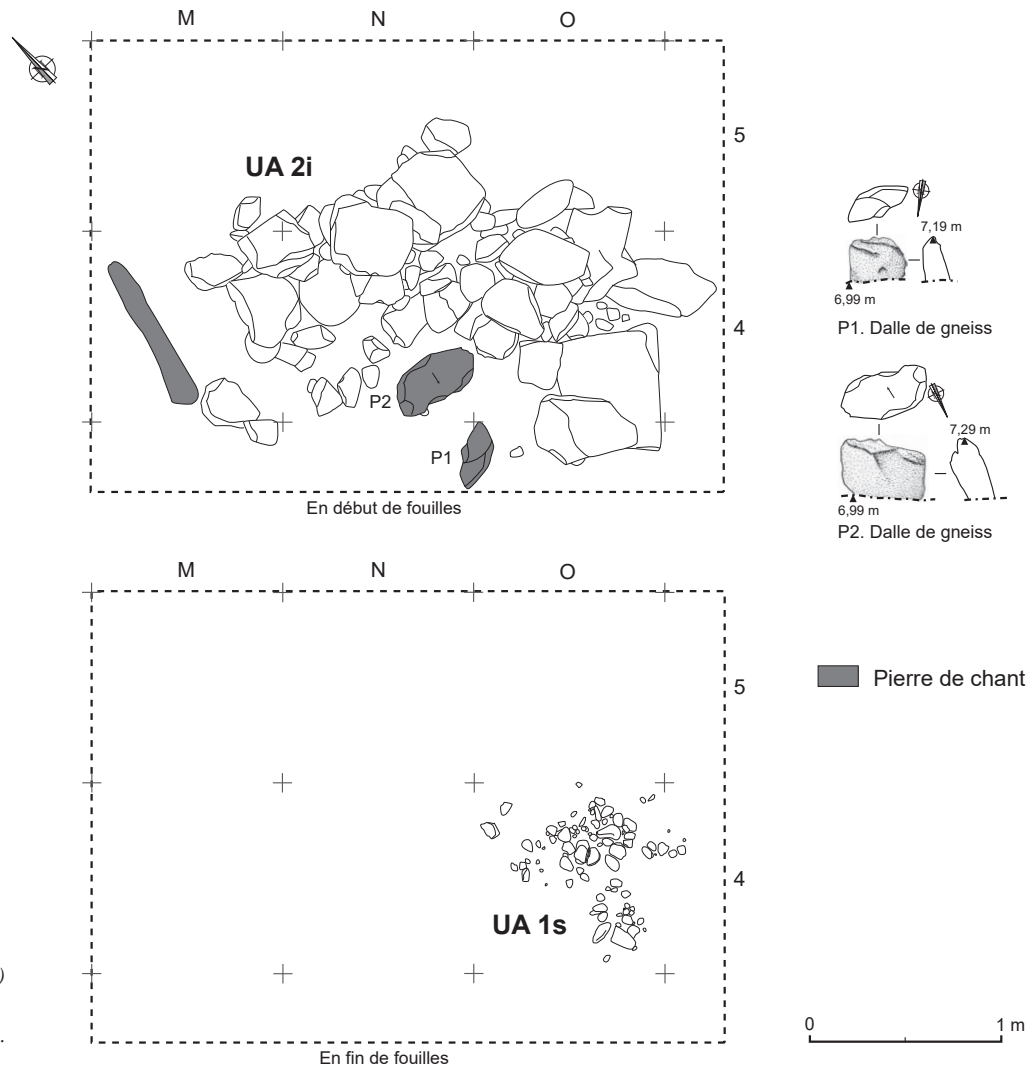 M N O
5
UA 2i
4
P2
P1
En début de fouilles
7,19 m
6,99 m
P1. Dalle de gneiss
7,29 m
6,99 m
P2. Dalle de gneiss
M N O
5
Pierre de chant
4
UA 1s
En fin de fouilles
)
.
0 1 m